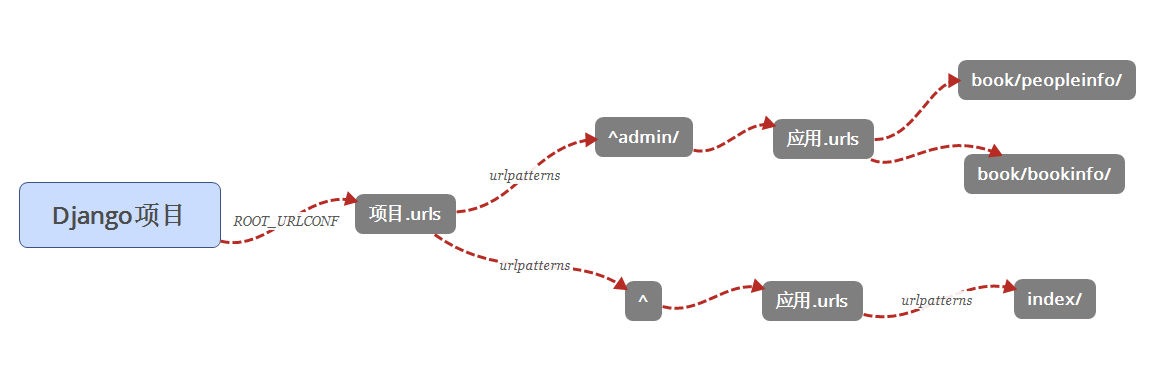 Django项目
ROOT_URLCONF
项目.urls
urlpatterns
^admin/
应用.urls
book/peopleinfo/
book/bookinfo/
urlpatterns
^
应用.urls
urlpatterns
index/